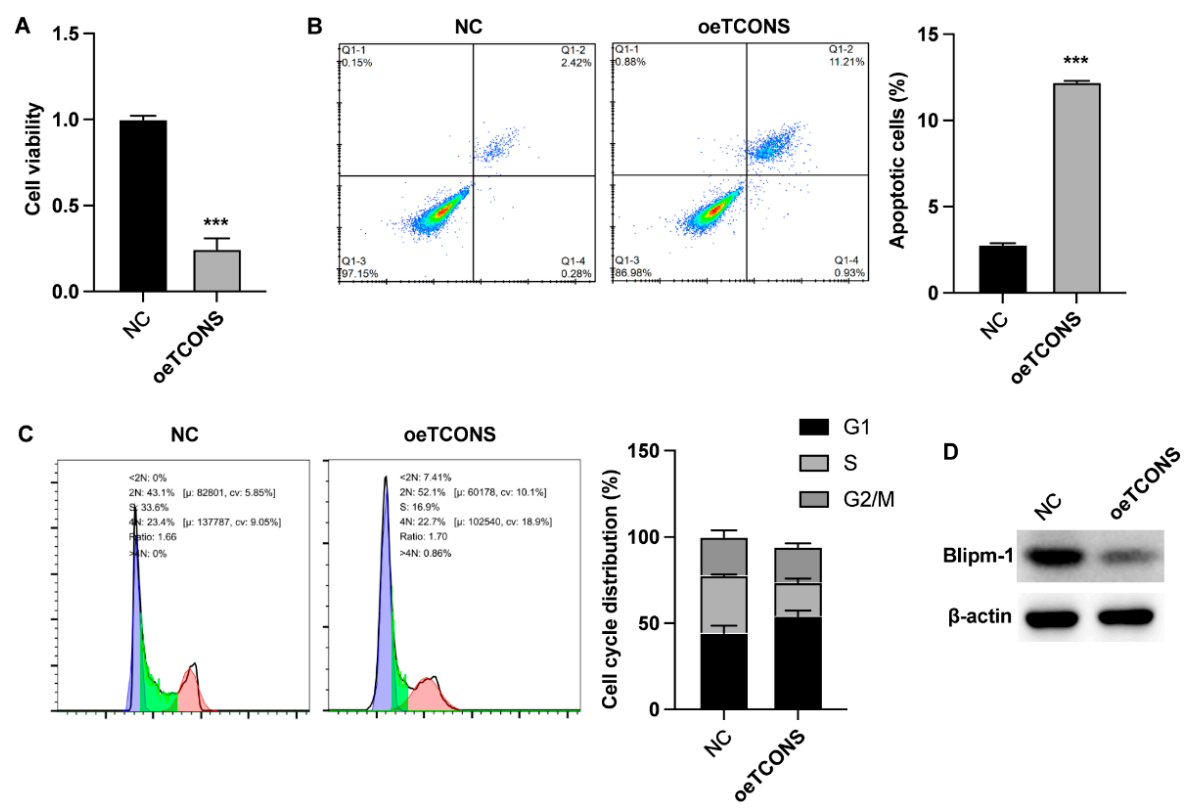 A
1.5
1.0
0.5
0.0
Cell viability
***
NC
oeTCONS
B
NC
Q1-1
0.15%
Q1-2
2.42%
Q1-3
97.15%
Q1-4
0.28%
oeTCONS
Q1-1
0.88%
Q1-2
11.21%
Q1-3
86.98%
Q1-4
0.93%
15
10
5
0
Apoptotic cells (%)
***
NC
oeTCONS
C
NC
<2N: 0%
2N: 43.1% [µ: 82801, cv: 5.85%]
S: 33.6%
4N: 23.4% [µ: 137787, cv: 9.05%]
Ratio: 1.66
>4N: 0%
oeTCONS
<2N: 7.41%
2N: 52.1% [µ: 60178, cv: 10.1%]
S: 16.9%
4N: 22.7% [µ: 102540, cv: 18.9%]
Ratio: 1.70
>4N: 0.86%
G1
S
G2/M
150
100
50
0
Cell cycle distribution (%)
NC
oeTCONS
D
NC
oeTCONS
Blipm-1
β-actin